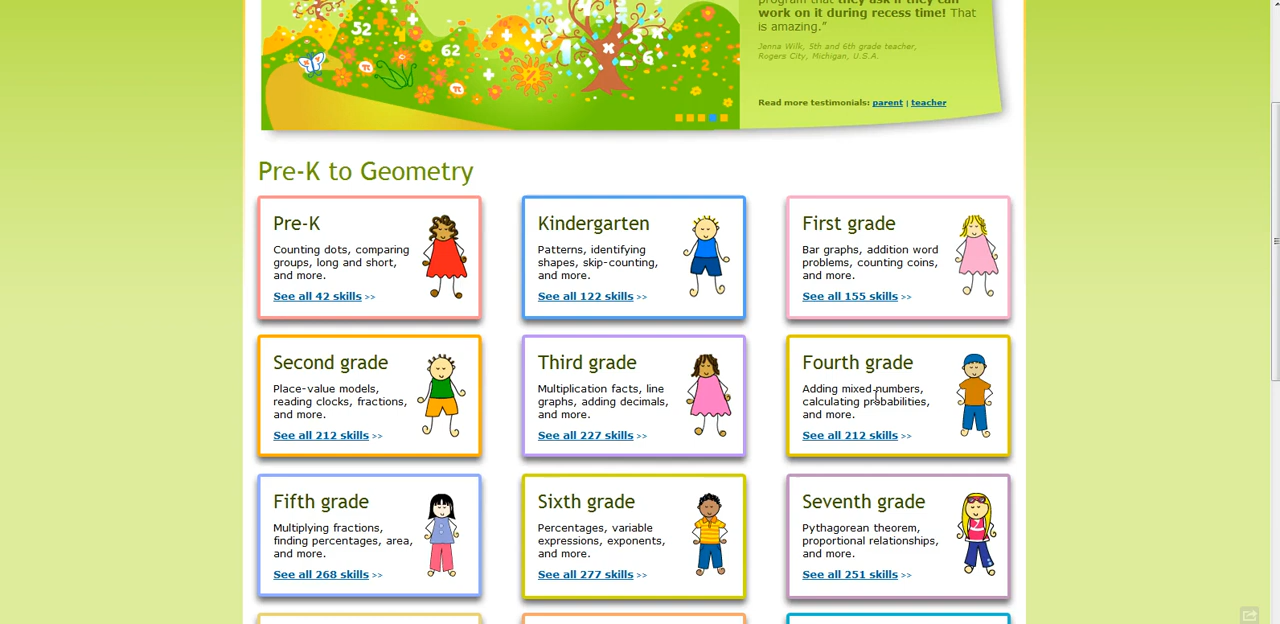 program that they ask if they can
work on it during recess time! That
is amazing.”
Jenna Wilk, 5th and 6th grade teacher,
Rogers City, Michigan, U.S.A.
Read more testimonials: parent | teacher
12
52
62
5
6
2
π
π
%
Pre-K to Geometry
Pre-K
Counting dots, comparing
groups, long and short,
and more.
See all 42 skills >>
Kindergarten
Patterns, identifying
shapes, skip-counting,
and more.
See all 122 skills >>
First grade
Bar graphs, addition word
problems, counting coins,
and more.
See all 155 skills >>
Second grade
Place-value models,
reading clocks, fractions,
and more.
See all 212 skills >>
Third grade
Multiplication facts, line
graphs, adding decimals,
and more.
See all 227 skills >>
Fourth grade
Adding mixed numbers,
calculating probabilities,
and more.
See all 212 skills >>
Fifth grade
Multiplying fractions,
finding percentages, area,
and more.
See all 268 skills >>
Sixth grade
Percentages, variable
expressions, exponents,
and more.
See all 277 skills >>
Seventh grade
Pythagorean theorem,
proportional relationships,
and more.
See all 251 skills >>